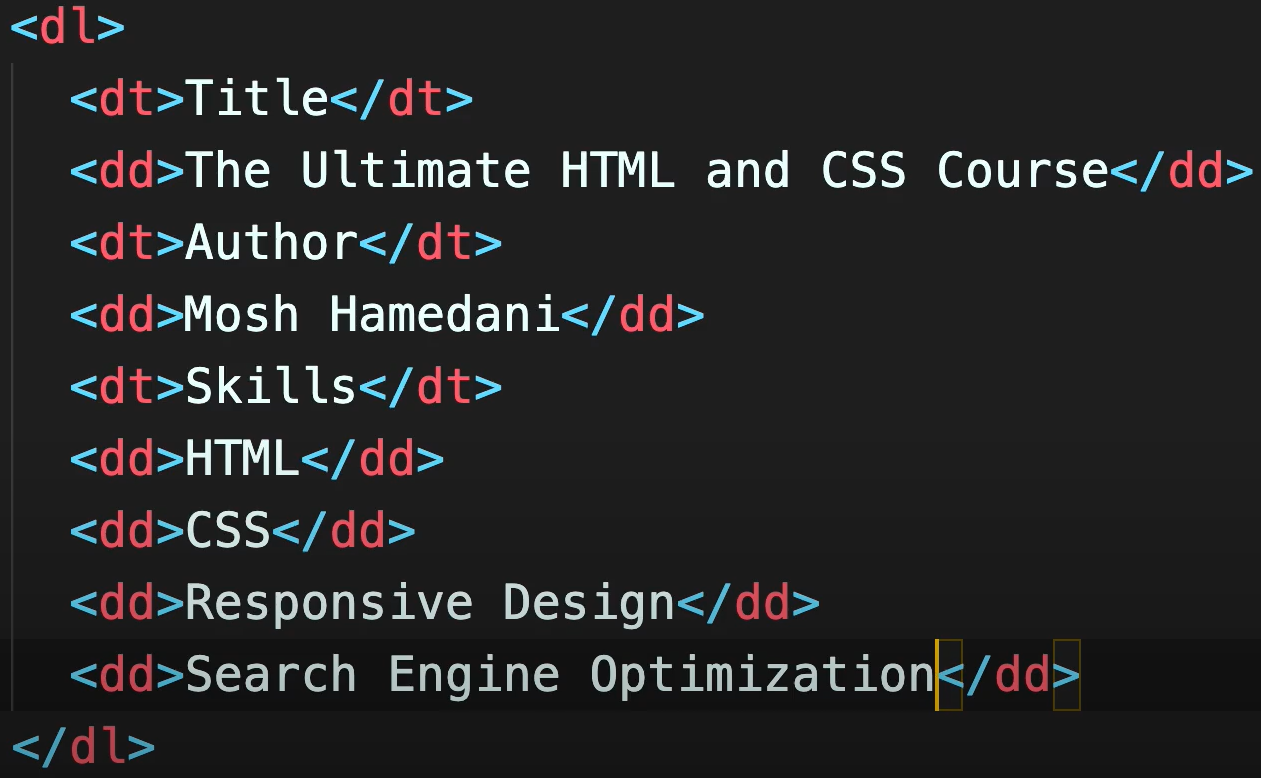 <dl>
<dt>Title</dt>
<dd>The Ultimate HTML and CSS Course</dd>
<dt>Author</dt>
<dd>Mosh Hamedani</dd>
<dt>Skills</dt>
<dd>HTML</dd>
<dd>CSS</dd>
<dd>Responsive Design</dd>
<dd>Search Engine Optimization</dd>
</dl>